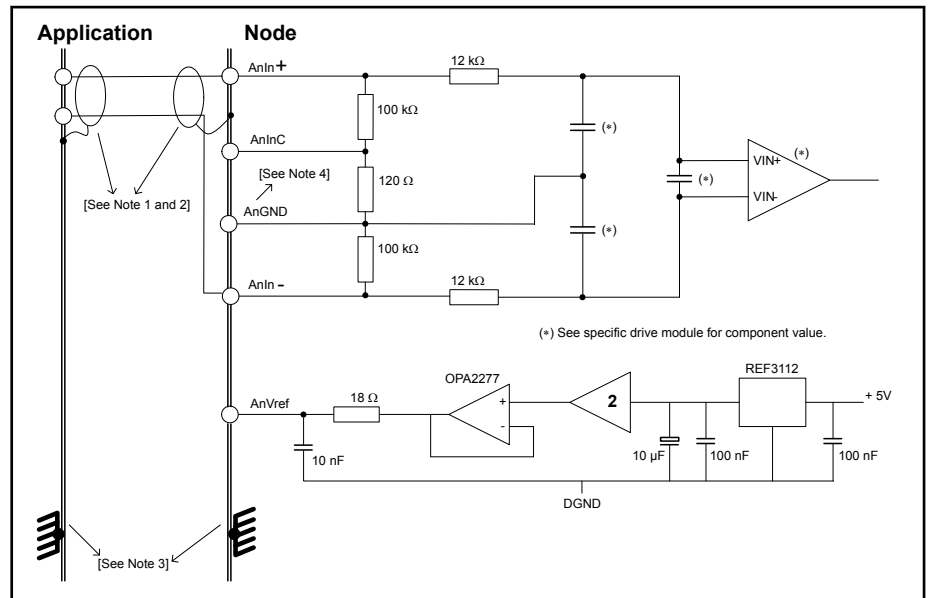 Application
Node
AnIn+
12 kΩ
100 kΩ
(*)
AnInC
[See Note 4]
120 Ω
VIN+
(*)
(*)
VIN-
[See Note 1 and 2]
AnGND
(*)
100 kΩ
12 kΩ
AnIn -
(*) See specific drive module for component value.
REF3112
OPA2277
AnVref
18 Ω
+
-
2
+ 5V
10 nF
10 µF
100 nF
100 nF
DGND
[See Note 3]